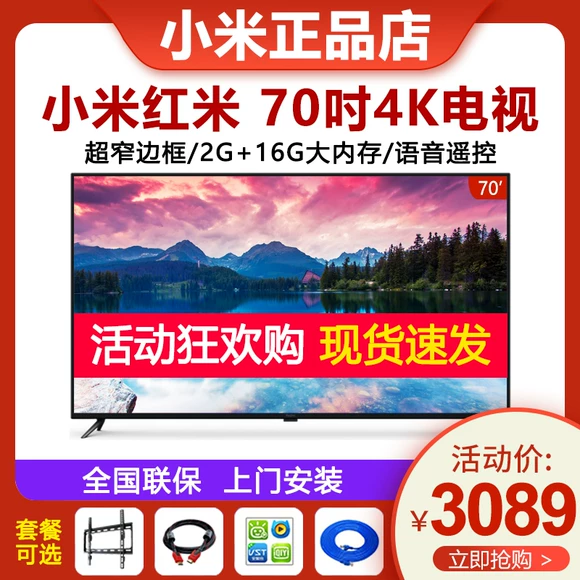 小米正品店
小米红米 70吋4K电视
超窄边框/2G+16G大内存/语音遥控
70'
活动狂欢购 现货速发
全国联保 上门安装
活动价:
¥3089
立即抢购>
套餐
可选
VST
QIY